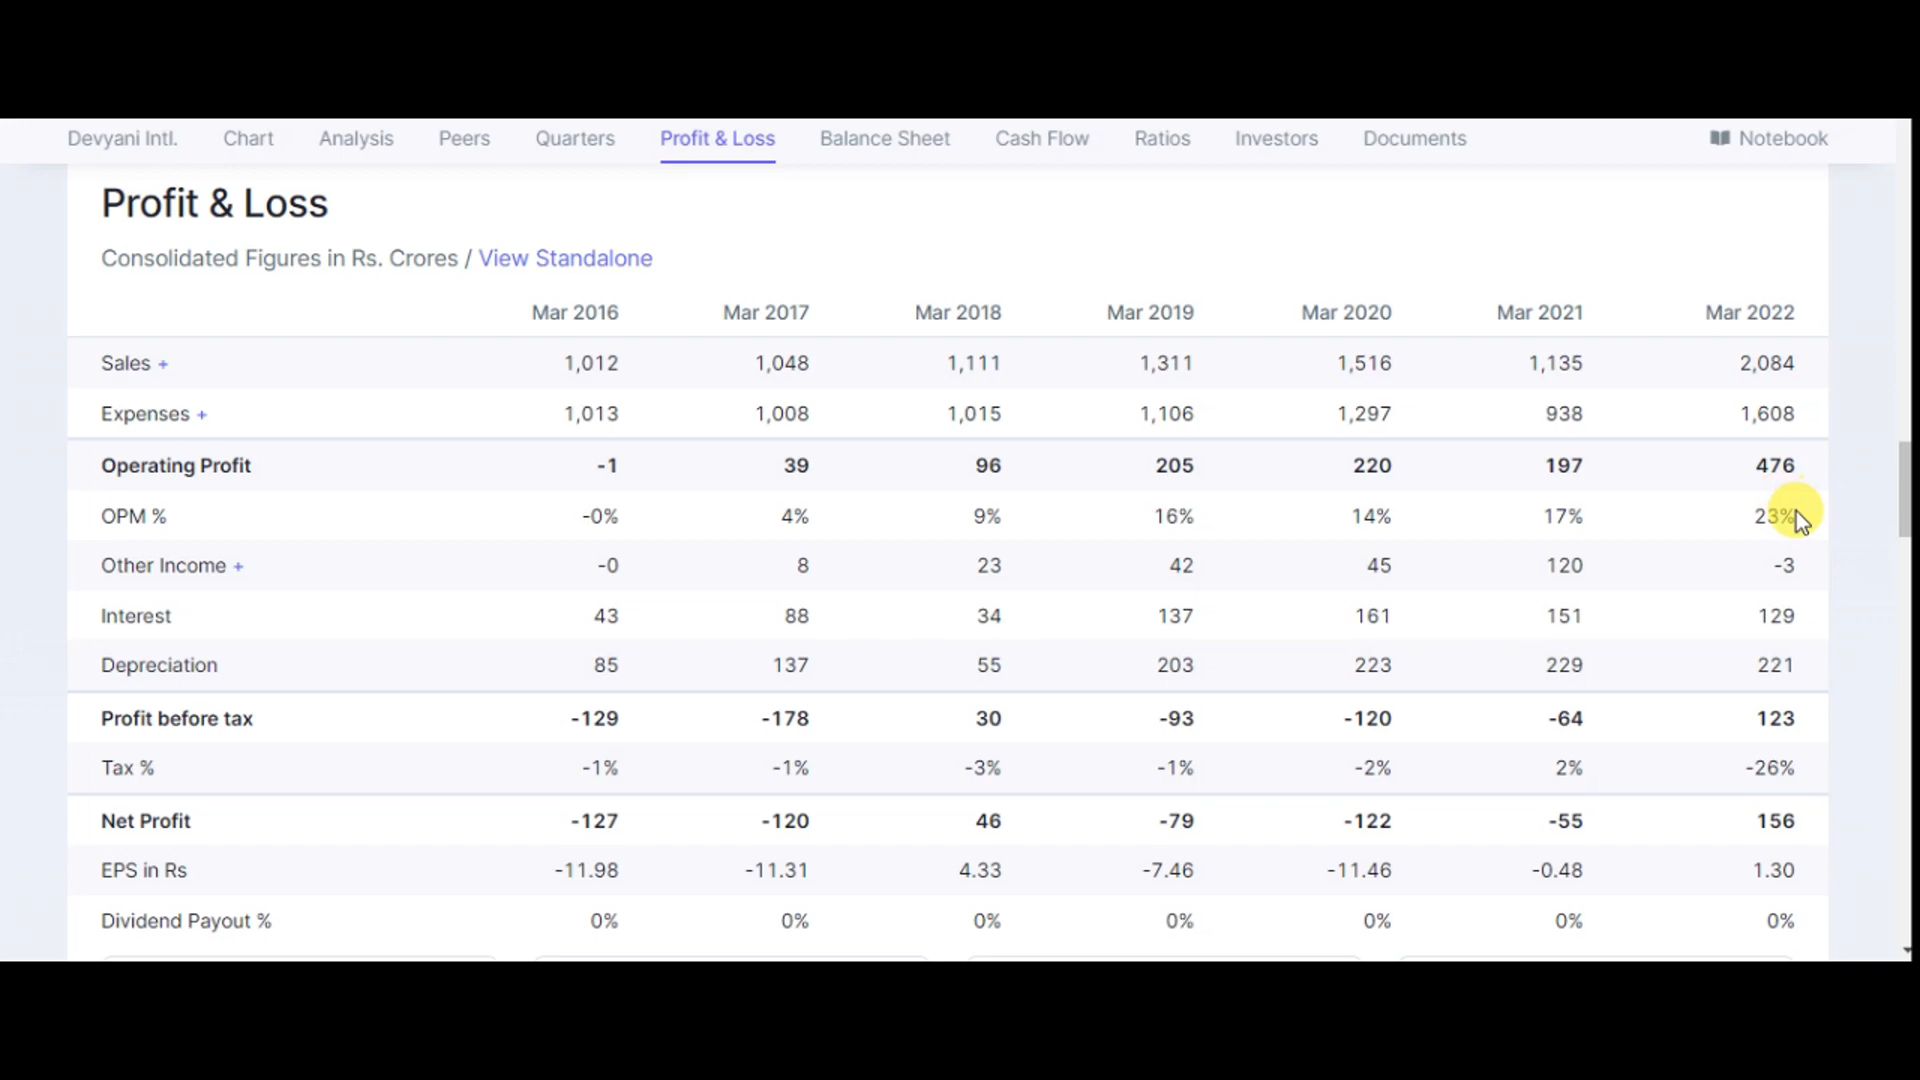 Devyani Intl. Chart Analysis Peers Quarters Profit & Loss Balance Sheet Cash Flow Ratios Investors Documents Notebook
Profit & Loss
Consolidated Figures in Rs. Crores / View Standalone
Mar 2016 Mar 2017 Mar 2018 Mar 2019 Mar 2020 Mar 2021 Mar 2022
Sales + 1,012 1,048 1,111 1,311 1,516 1,135 2,084
Expenses + 1,013 1,008 1,015 1,106 1,297 938 1,608
Operating Profit -1 39 96 205 220 197 476
OPM % -0% 4% 9% 16% 14% 17% 23%
Other Income + -0 8 23 42 45 120 -3
Interest 43 88 34 137 161 151 129
Depreciation 85 137 55 203 223 229 221
Profit before tax -129 -178 30 -93 -120 -64 123
Tax % -1% -1% -3% -1% -2% 2% -26%
Net Profit -127 -120 46 -79 -122 -55 156
EPS in Rs -11.98 -11.31 4.33 -7.46 -11.46 -0.48 1.30
Dividend Payout % 0% 0% 0% 0% 0% 0% 0%